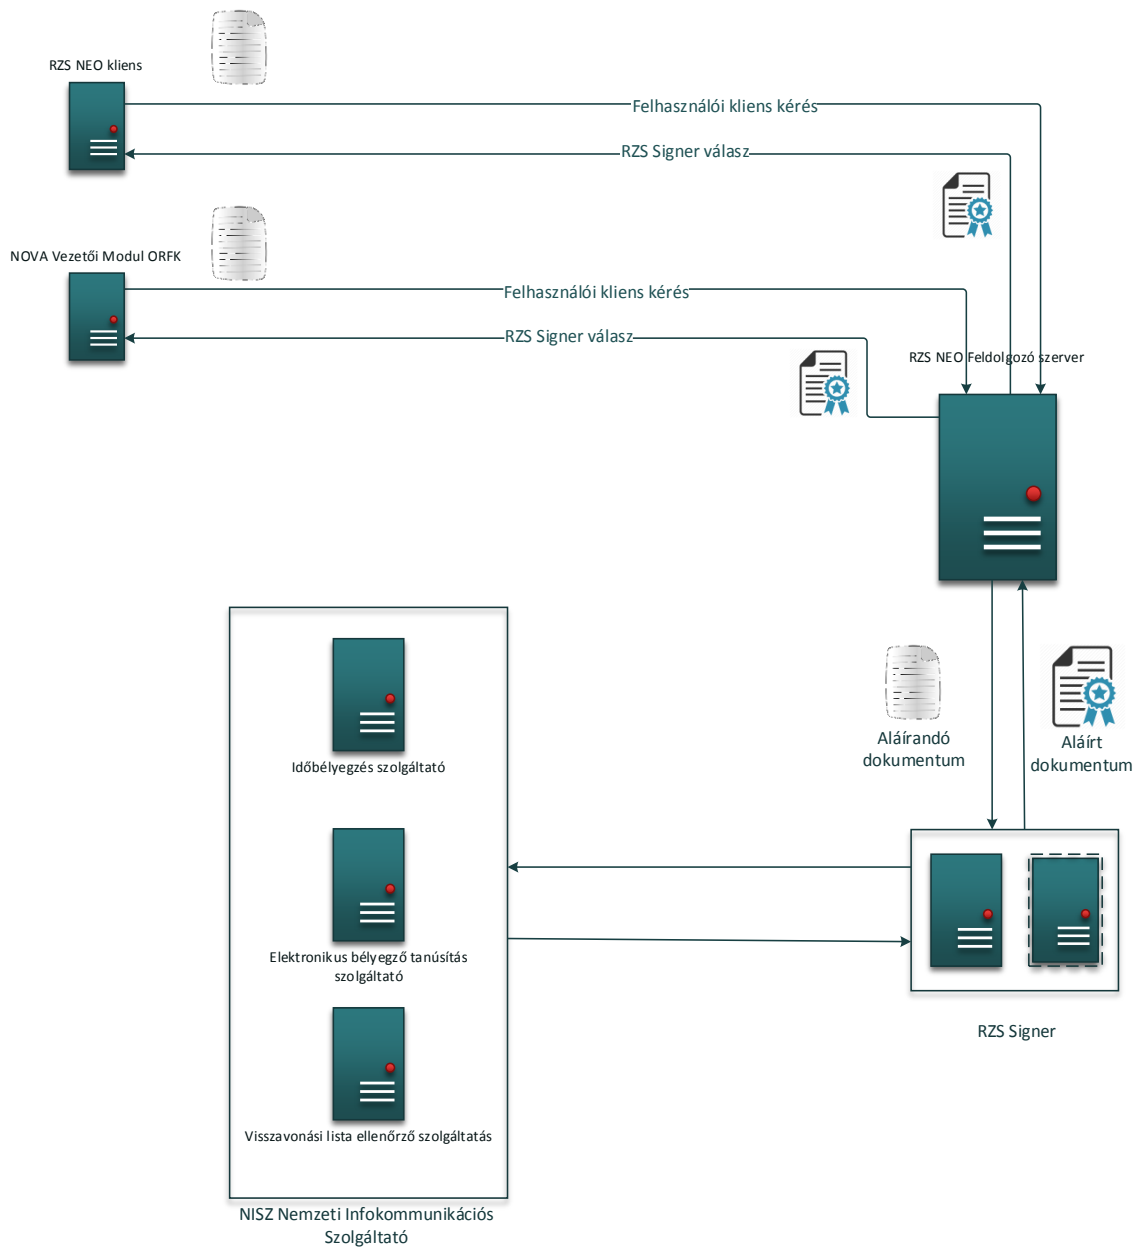 RZS NEO kliens
Felhasználói kliens kérés
RZS Signer válasz
NOVA Vezetői Modul ORFK
Felhasználói kliens kérés
RZS Signer válasz
RZS NEO Feldolgozó szerver
Aláírandó
dokumentum
Aláírt
dokumentum
Időbélyegzés szolgáltató
Elektronikus bélyegző tanúsítás
szolgáltató
Visszavonási lista ellenőrző szolgáltatás
RZS Signer
NISZ Nemzeti Infokommunikációs
Szolgáltató